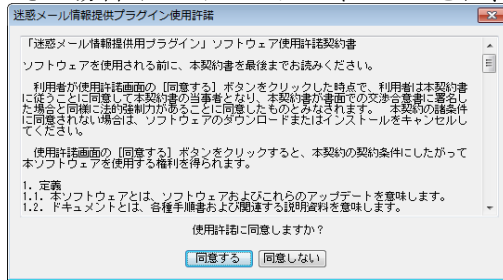 迷惑メール情報提供プラグイン使用許諾
「迷惑メール情報提供用プラグイン」ソフトウェア使用許諾契約書
ソフトウェアを使用される前に、本契約書を最後までお読みください。
利用者が使用許諾画面の［同意する］ボタンをクリックした時点で、利用者は本契約書
に従うことに同意して本契約書の当事者となり、本契約書が書面での交渉合意書に署名し
た場合と同様に法的強制力があることに同意したものとみなされます。 本契約の諸条件
に同意されない場合は、ソフトウェアのダウンロードまたはインストールをキャンセルし
てください。
使用許諾画面の［同意する］ボタンをクリックすると、本契約の契約条件にしたがって
本ソフトウェアを使用する権利を得られます。
1. 定義
1.1. 本ソフトウェアとは、ソフトウェアおよびこれらのアップデートを意味します。
1.2. ドキュメントとは、各種手順書および関連する説明資料を意味します。
使用許諾に同意しますか？
同意する 同意しない